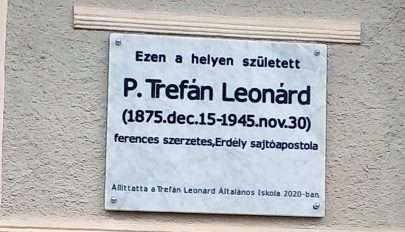 Ezen a helyen született
P. Trefán Leonárd
(1875.dec.15-1945.nov.30)
ferences szerzetes,Erdély sajtóapostola
Állíttatta a Trefán Leonárd Általános Iskola 2020-ban.